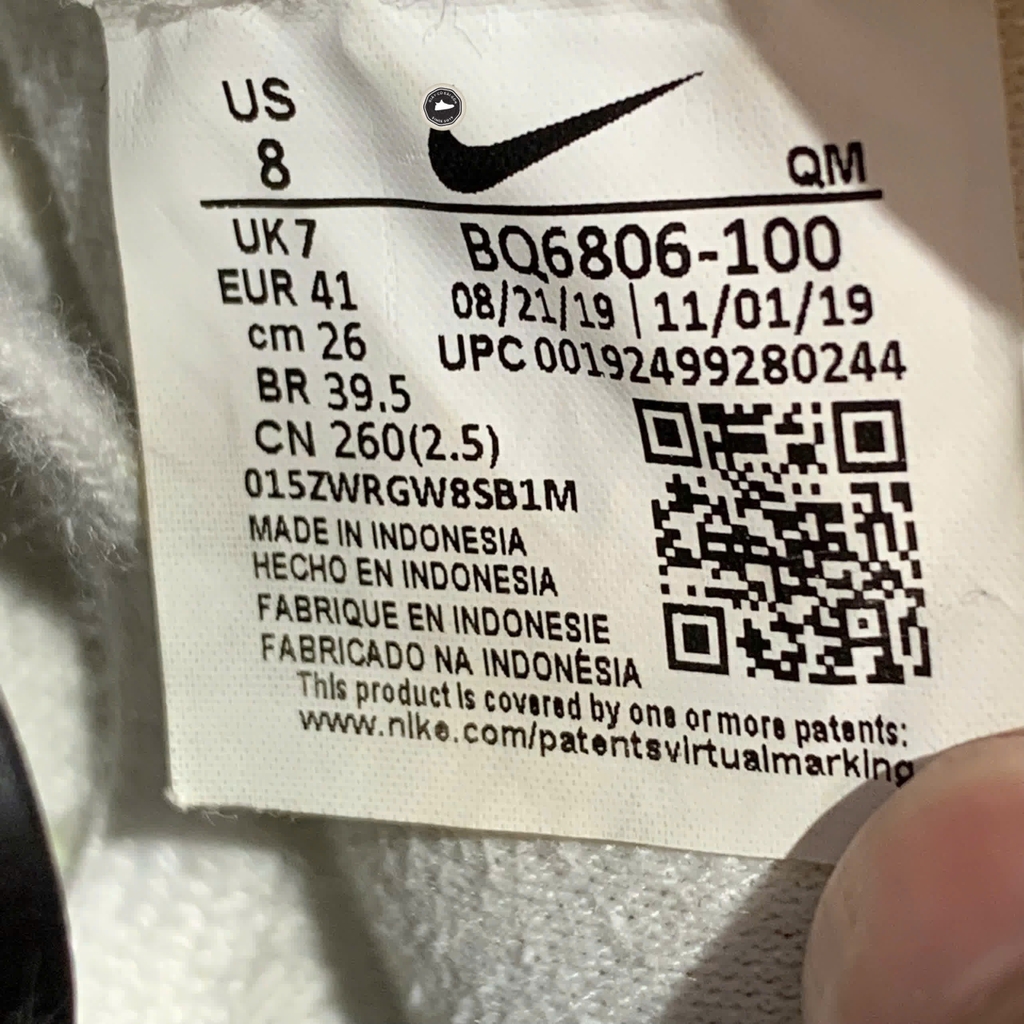 US
8
QM
UK 7
BQ6806-100
EUR 41
08/21/19 | 11/01/19
cm 26
UPC 00192499280244
BR 39.5
CN 260(2.5)
015ZWRGW8SB1M
MADE IN INDONESIA
HECHO EN INDONESIA
FABRIQUE EN INDONESIE
FABRICADO NA INDONÉSIA
This product is covered by one or more patents:
www.nike.com/patentsvirtualmarking